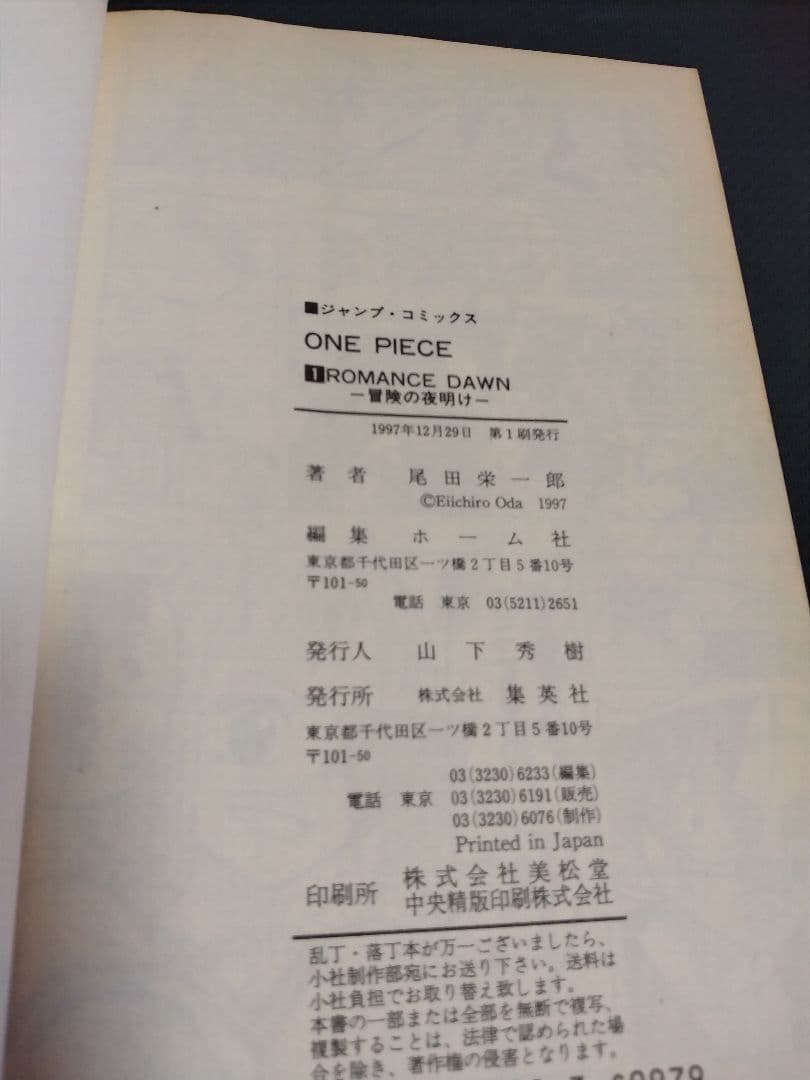 ■ジャンプ・コミックス
ONE PIECE
1 ROMANCE DAWN
ー冒険の夜明けー
1997年12月29日 第1刷発行
著者 尾田栄一郎
©Eiichiro Oda 1997
編集 ホーム社
東京都千代田区一ツ橋2丁目5番10号
〒101-50
電話 東京 03(5211)2651
発行人 山下秀樹
発行所 株式会社 集英社
東京都千代田区一ツ橋2丁目5番10号
〒101-50
03(3230)6233(編集)
電話 東京 03(3230)6191(販売)
03(3230)6076(制作)
Printed in Japan
印刷所 株式会社美松堂
中央精版印刷株式会社
乱丁・落丁本が万一ございましたら、
小社制作部宛にお送り下さい。送料は
小社負担でお取り替え致します。
本書の一部または全部を無断で複写、
複製することは、法律で認められた場
合を除き、著作権の侵害となります。